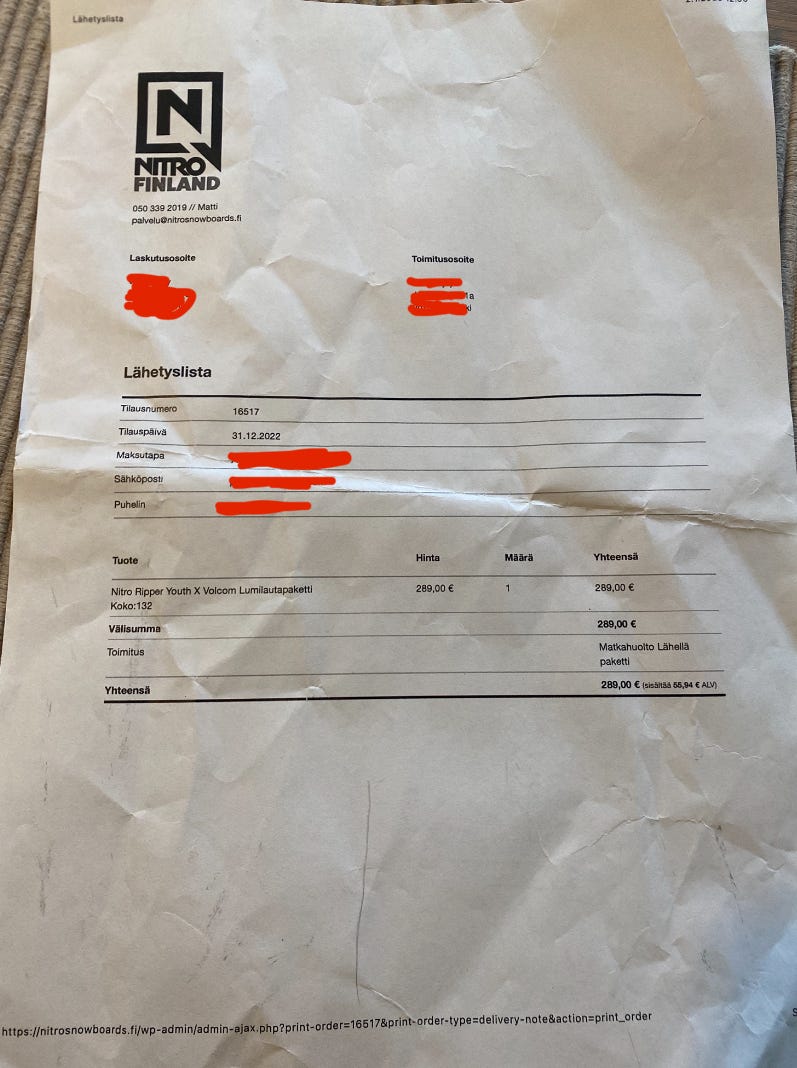 Lähetyslista
N
NITRO
FINLAND
050 339 2019 // Matti
palvelu@nitrosnowboards.fi
Laskutusosoite
Toimitusosoite
1a
ki
Lähetyslista
Tilausnumero 16517
Tilauspäivä 31.12.2022
Maksutapa
Sähköposti
Puhelin
Tuote Hinta Määrä Yhteensä
Nitro Ripper Youth X Volcom Lumilautapaketti 289,00 € 1 289,00 €
Koko:132
Välisumma 289,00 €
Toimitus Matkahuolto Lähellä
paketti
Yhteensä 289,00 € (sisältää 55,94 € ALV)
https://nitrosnowboards.fi/wp-admin/admin-ajax.php?print-order=16517&print-order-type=delivery-note&action=print_order